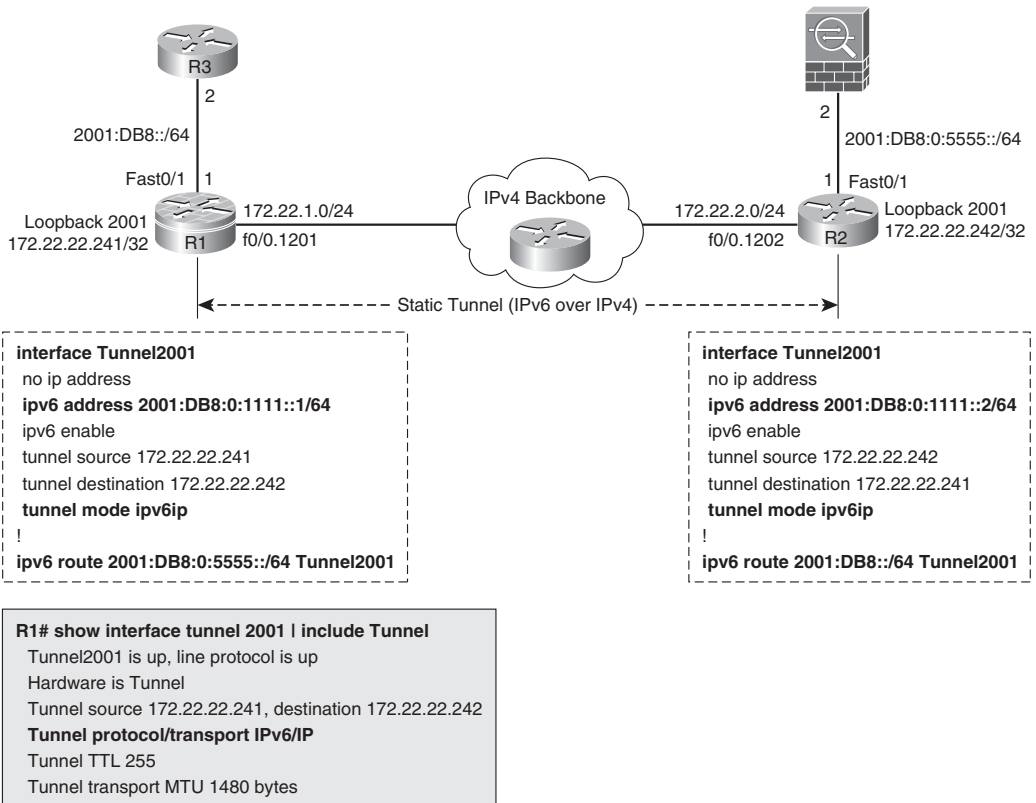 R3
2
2
2001:DB8::/64
2001:DB8:0:5555::/64
Fast0/1
1
1
Fast0/1
Loopback 2001
172.22.22.241/32
R1
172.22.1.0/24
f0/0.1201
IPv4 Backbone
172.22.2.0/24
f0/0.1202
R2
Loopback 2001
172.22.22.242/32
Static Tunnel (IPv6 over IPv4)
interface Tunnel2001
no ip address
ipv6 address 2001:DB8:0:1111::1/64
ipv6 enable
tunnel source 172.22.22.241
tunnel destination 172.22.22.242
tunnel mode ipv6ip
!
ipv6 route 2001:DB8:0:5555::/64 Tunnel2001
interface Tunnel2001
no ip address
ipv6 address 2001:DB8:0:1111::2/64
ipv6 enable
tunnel source 172.22.22.242
tunnel destination 172.22.22.241
tunnel mode ipv6ip
!
ipv6 route 2001:DB8::/64 Tunnel2001
R1# show interface tunnel 2001 | include Tunnel
Tunnel2001 is up, line protocol is up
Hardware is Tunnel
Tunnel source 172.22.22.241, destination 172.22.22.242
Tunnel protocol/transport IPv6/IP
Tunnel TTL 255
Tunnel transport MTU 1480 bytes